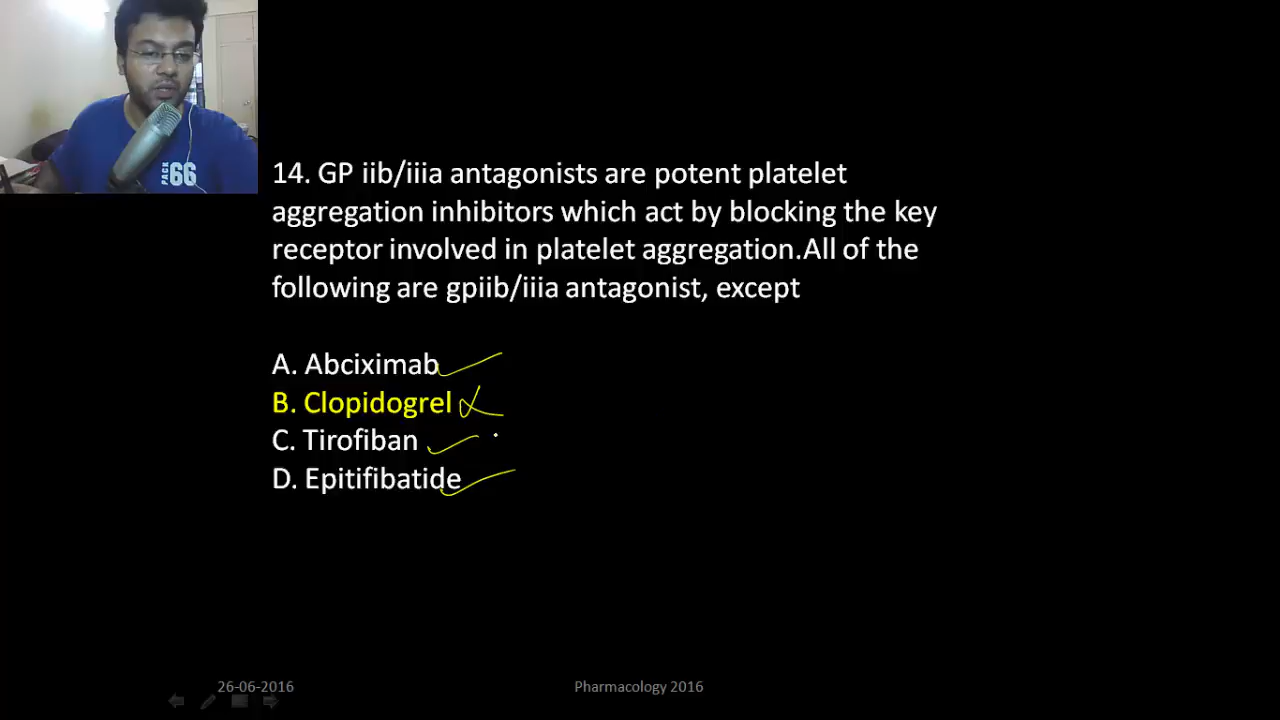 PACK
66
14. GP iib/iiia antagonists are potent platelet
aggregation inhibitors which act by blocking the key
receptor involved in platelet aggregation.All of the
following are gpiib/iiia antagonist, except
A. Abciximab
B. Clopidogrel
C. Tirofiban
D. Epitifibatide
26-06-2016
Pharmacology 2016